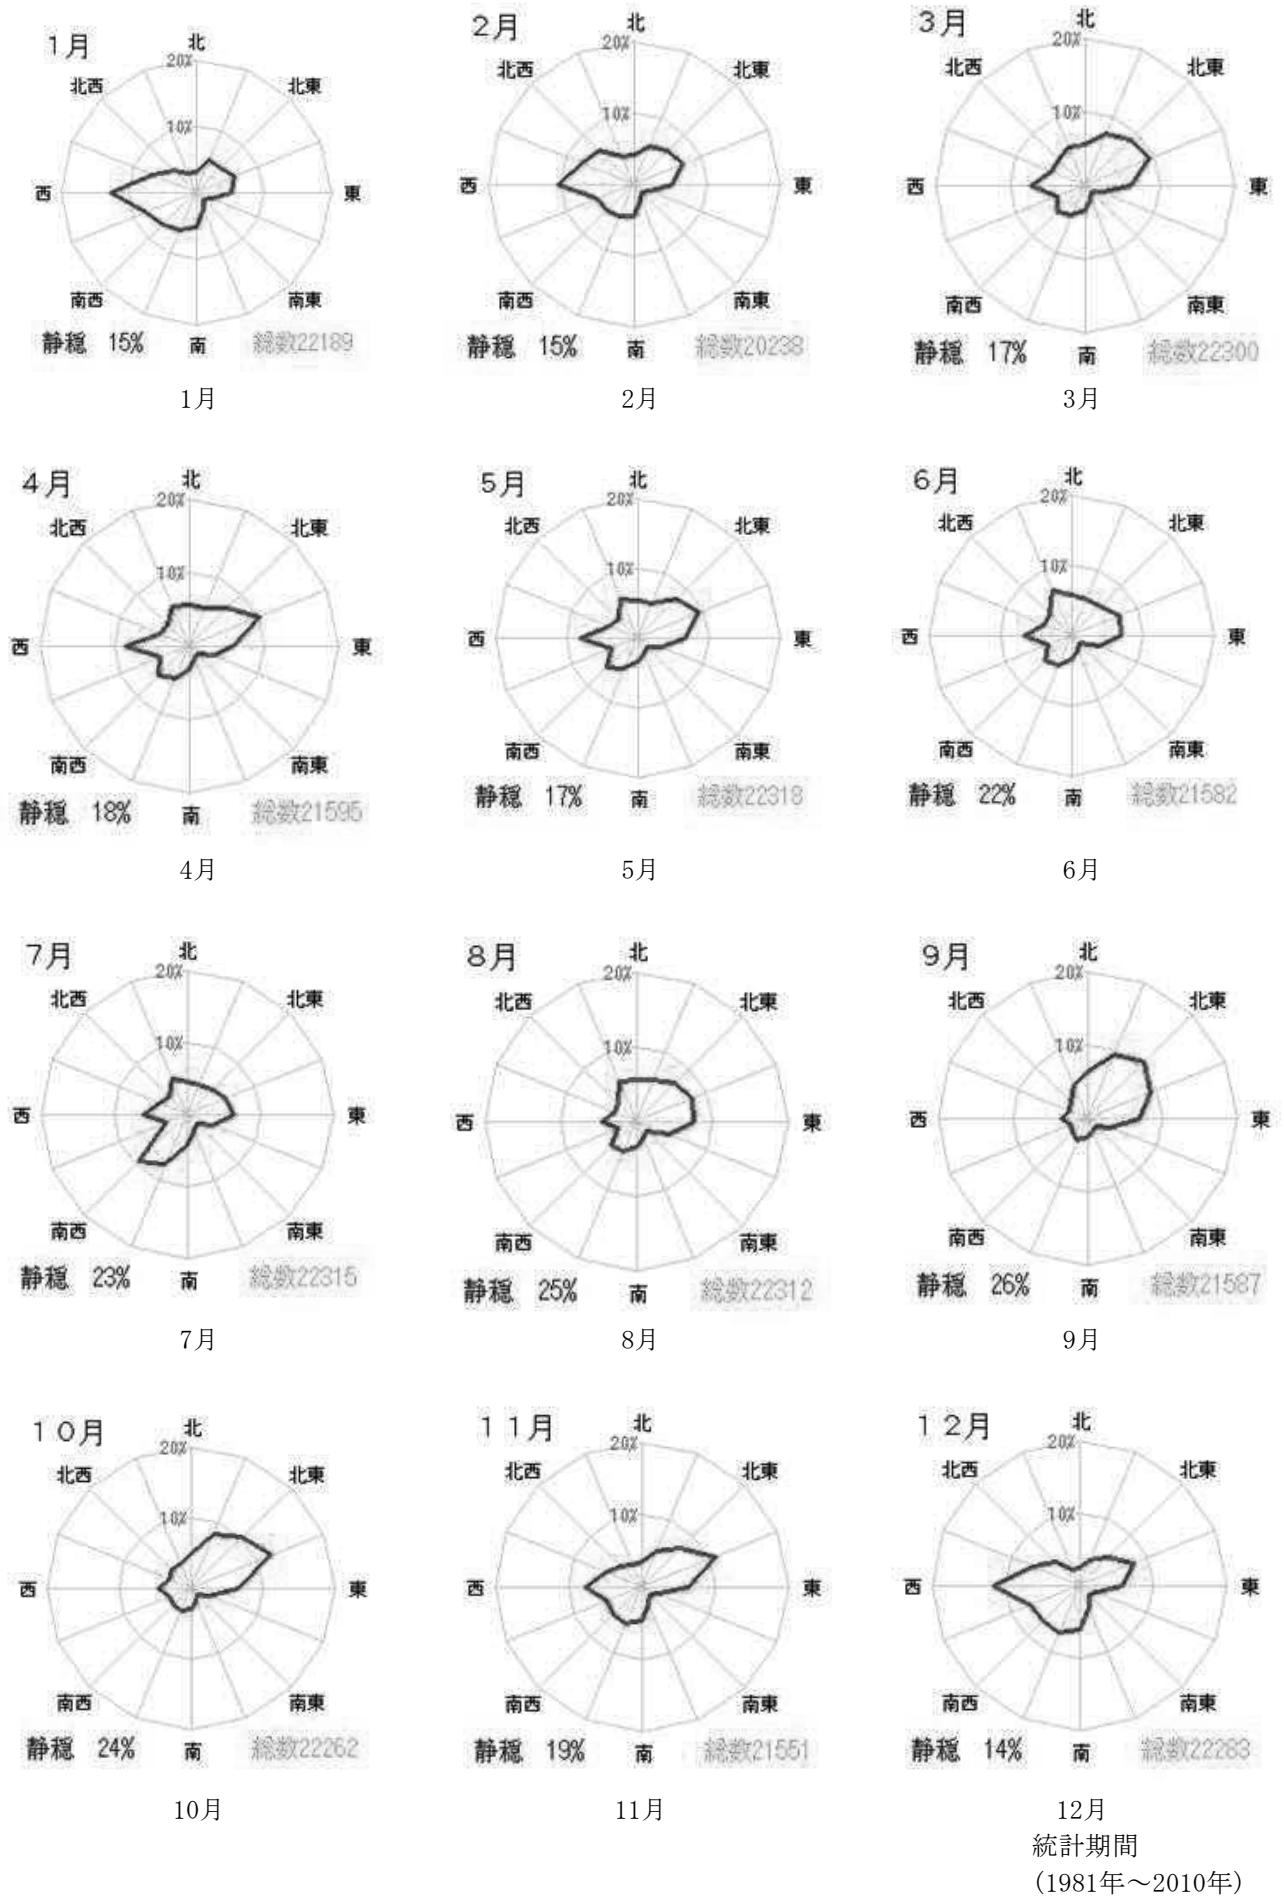 1月
北
20%
北西
北東
10%
西
東
南西
南東
静穏 15%
南
総数22189
1月
2月
北
20%
北西
北東
10%
西
東
南西
南東
静穏 15%
南
総数20238
2月
3月
北
20%
北西
北東
10%
西
東
南西
南東
静穏 17%
南
総数22300
3月
4月
北
20%
北西
北東
10%
西
東
南西
南東
静穏 18%
南
総数21595
4月
5月
北
20%
北西
北東
10%
西
東
南西
南東
静穏 17%
南
総数22318
5月
6月
北
20%
北西
北東
10%
西
東
南西
南東
静穏 22%
南
総数21582
6月
7月
北
20%
北西
北東
10%
西
東
南西
南東
静穏 23%
南
総数22315
7月
8月
北
20%
北西
北東
10%
西
東
南西
南東
静穏 25%
南
総数22312
8月
9月
北
20%
北西
北東
10%
西
東
南西
南東
静穏 26%
南
総数21587
9月
10月
北
20%
北西
北東
10%
西
東
南西
南東
静穏 24%
南
総数22262
10月
11月
北
20%
北西
北東
10%
西
東
南西
南東
静穏 19%
南
総数21551
11月
12月
北
20%
北西
北東
10%
西
東
南西
南東
静穏 14%
南
総数22283
12月
統計期間
(1981年～2010年)